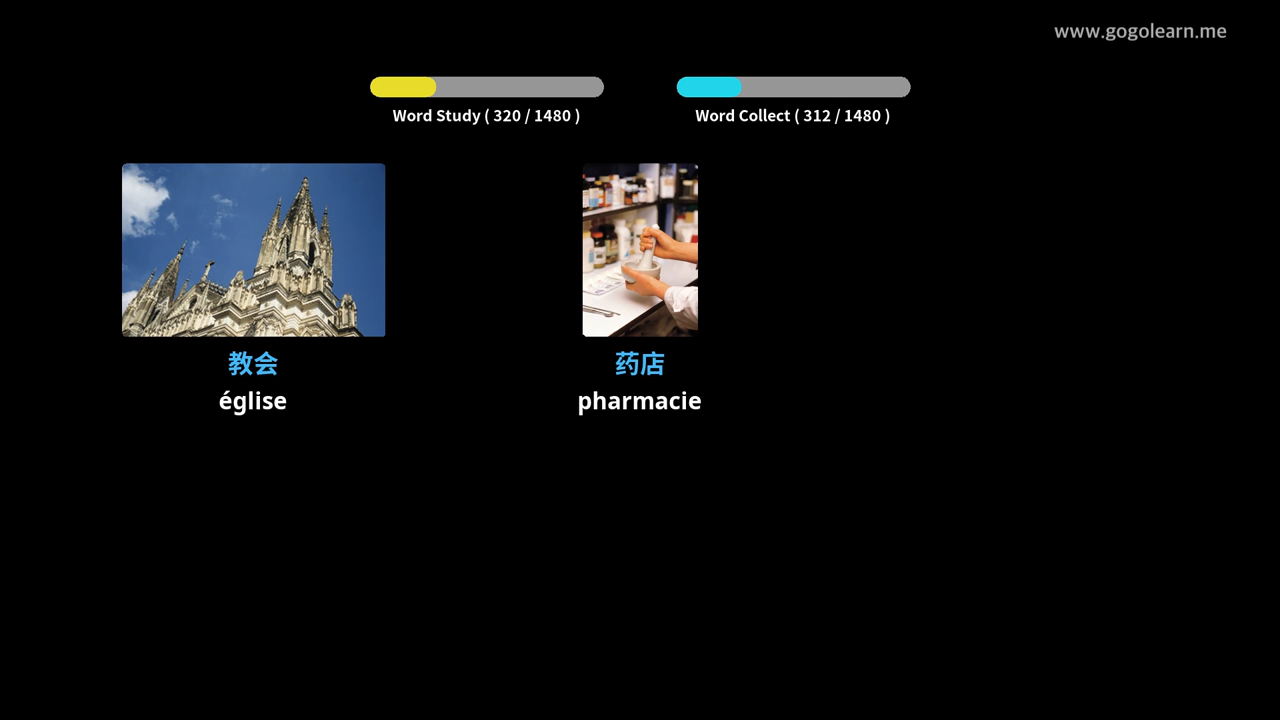 www.gogolearn.me
Word Study ( 320 / 1480 )
Word Collect ( 312 / 1480 )
教会
église
药店
pharmacie